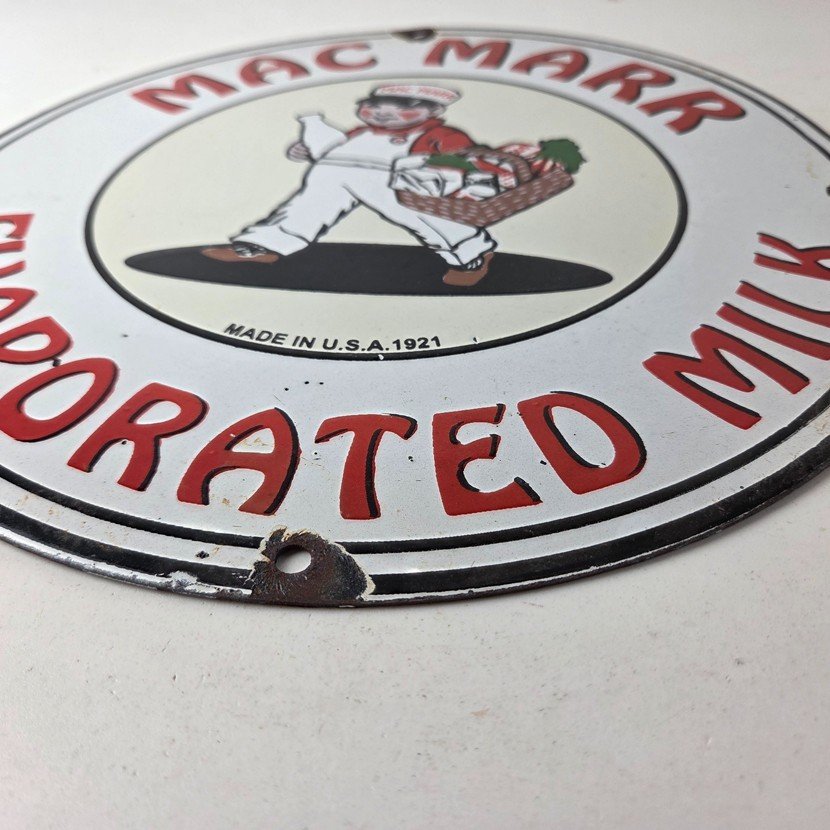 MAC MARR
MADE IN U.S.A. 1921
EVAPORATED MILK